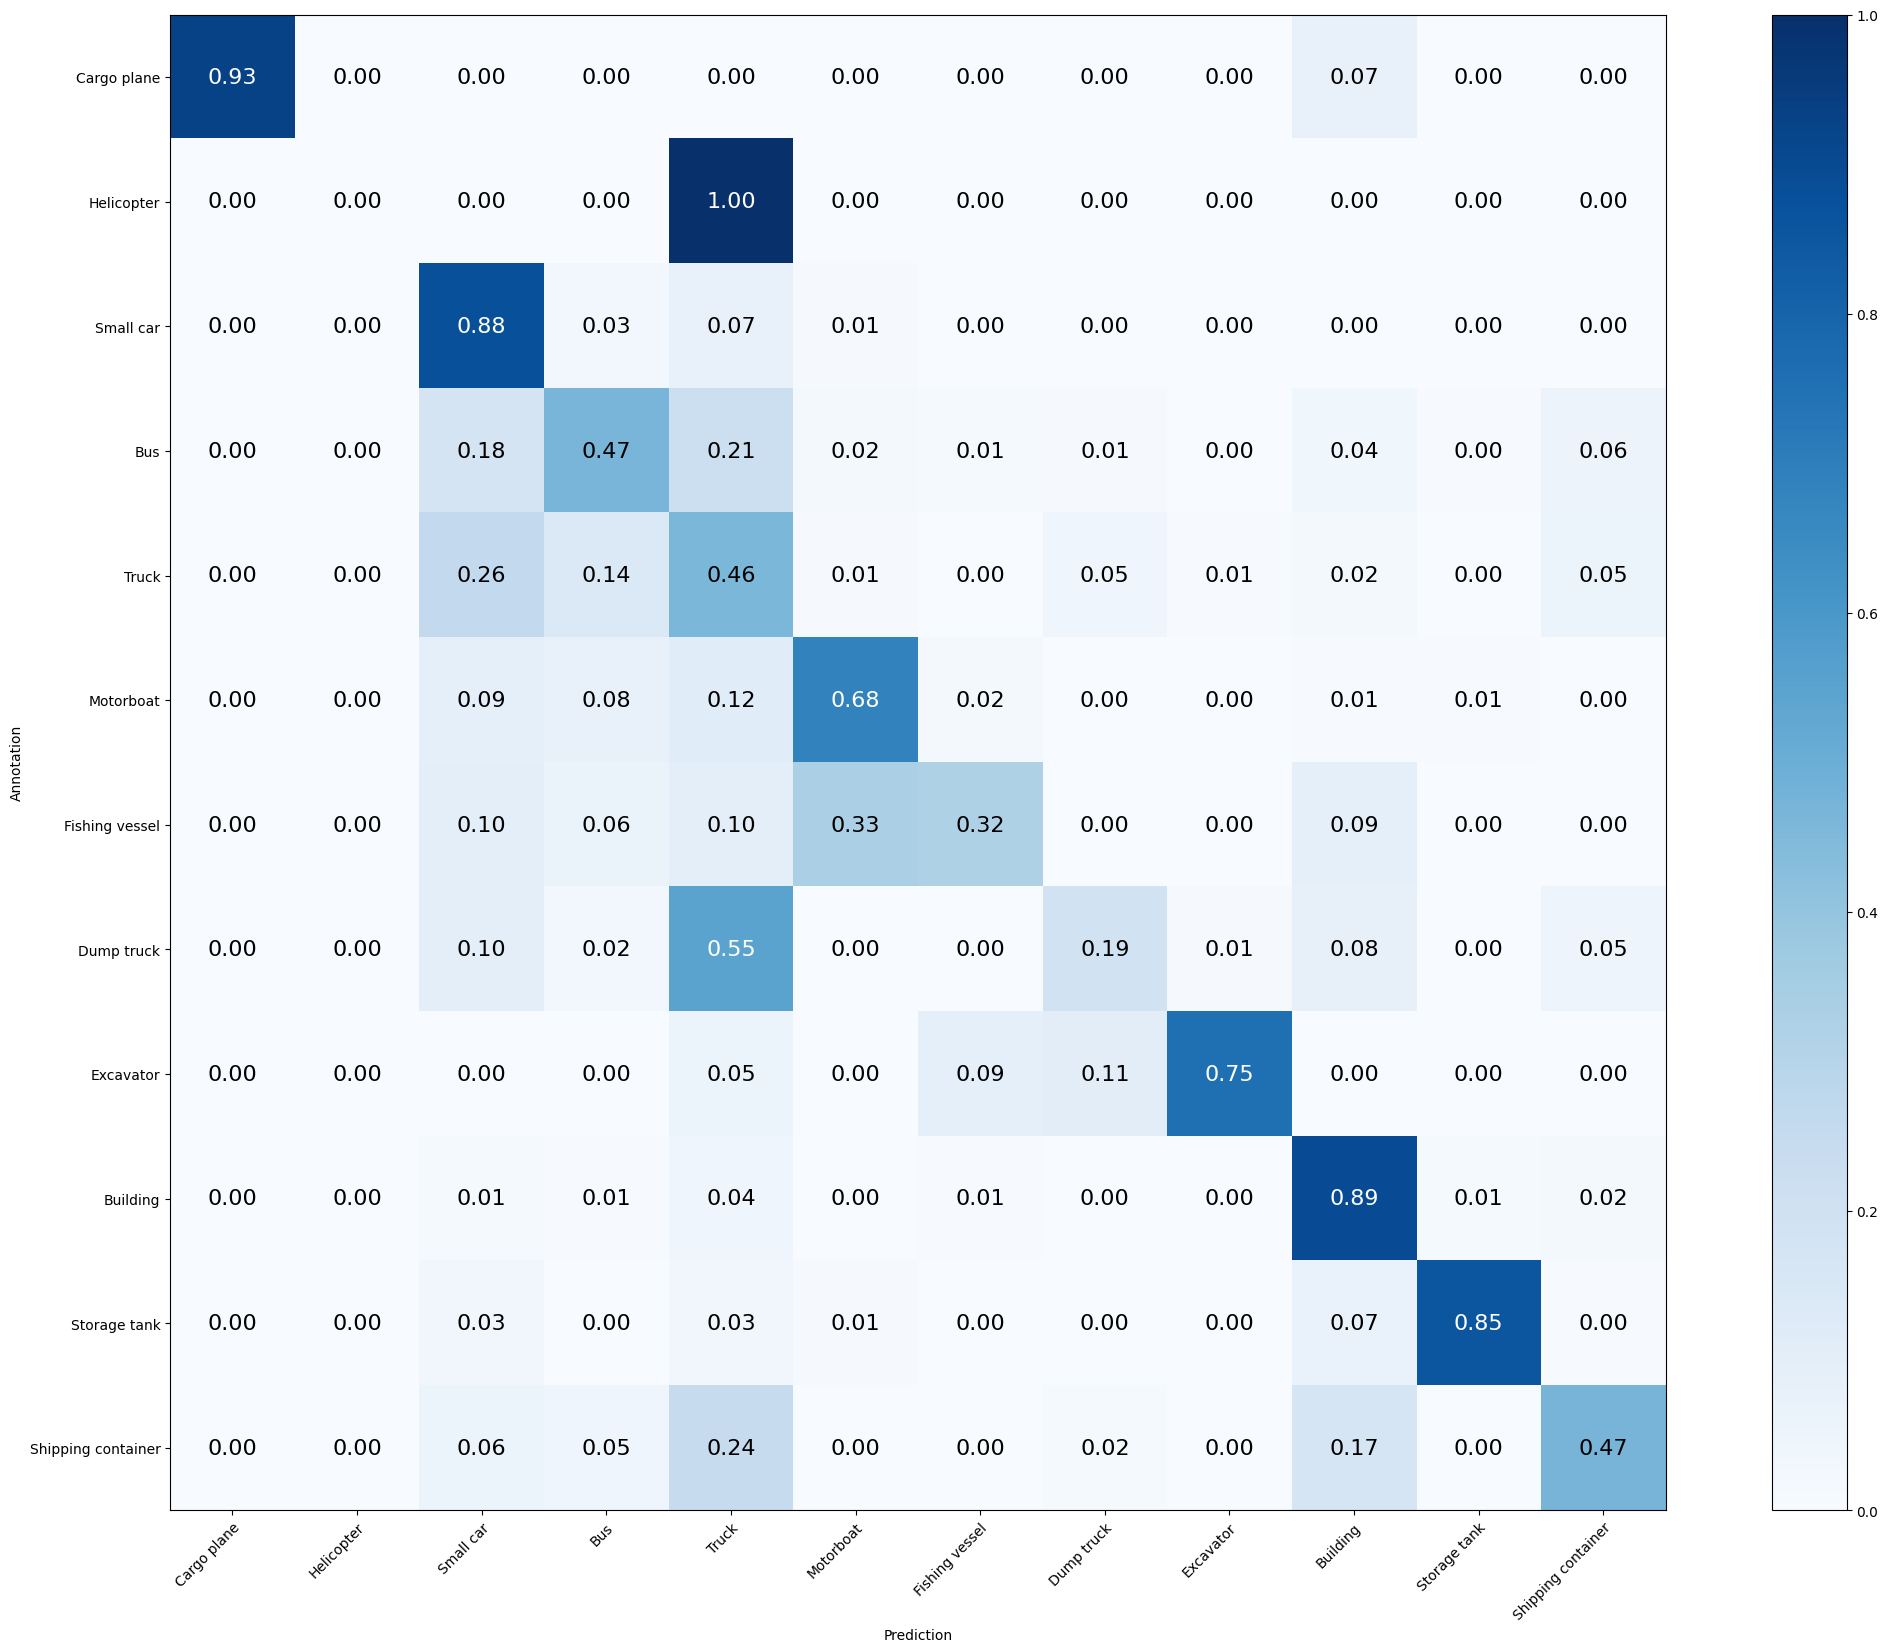 Cargo plane 0.93 0.00 0.00 0.00 0.00 0.00 0.00 0.00 0.00 0.07 0.00 0.00
Helicopter 0.00 0.00 0.00 0.00 1.00 0.00 0.00 0.00 0.00 0.00 0.00 0.00
Small car 0.00 0.00 0.88 0.03 0.07 0.01 0.00 0.00 0.00 0.00 0.00 0.00
Bus 0.00 0.00 0.18 0.47 0.21 0.02 0.01 0.01 0.00 0.04 0.00 0.06
Truck 0.00 0.00 0.26 0.14 0.46 0.01 0.00 0.05 0.01 0.02 0.00 0.05
Motorboat 0.00 0.00 0.09 0.08 0.12 0.68 0.02 0.00 0.00 0.01 0.01 0.00
Fishing vessel 0.00 0.00 0.10 0.06 0.10 0.33 0.32 0.00 0.00 0.09 0.00 0.00
Dump truck 0.00 0.00 0.10 0.02 0.55 0.00 0.00 0.19 0.01 0.08 0.00 0.05
Excavator 0.00 0.00 0.00 0.00 0.05 0.00 0.09 0.11 0.75 0.00 0.00 0.00
Building 0.00 0.00 0.01 0.01 0.04 0.00 0.01 0.00 0.00 0.89 0.01 0.02
Storage tank 0.00 0.00 0.03 0.00 0.03 0.01 0.00 0.00 0.00 0.07 0.85 0.00
Shipping container 0.00 0.00 0.06 0.05 0.24 0.00 0.00 0.02 0.00 0.17 0.00 0.47
Annotation
Cargo plane
Helicopter
Small car
Bus
Truck
Motorboat
Fishing vessel
Dump truck
Excavator
Building
Storage tank
Shipping container
Prediction
1.0
0.8
0.6
0.4
0.2
0.0